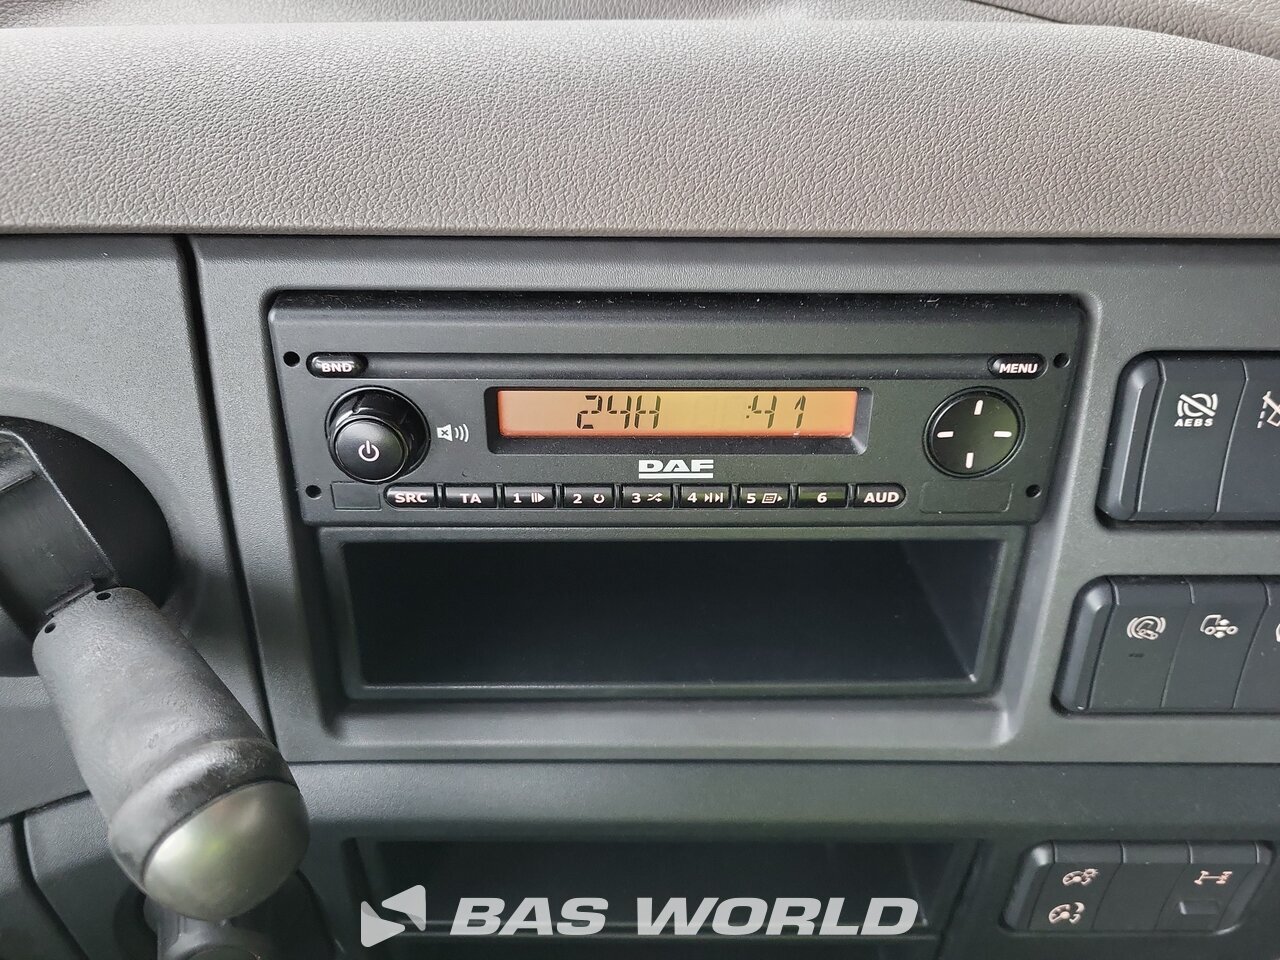 BND
MENU
24H :41
DAF
SRC TA 1 2 3 4 5 6 AUD
AEBS
BAS WORLD